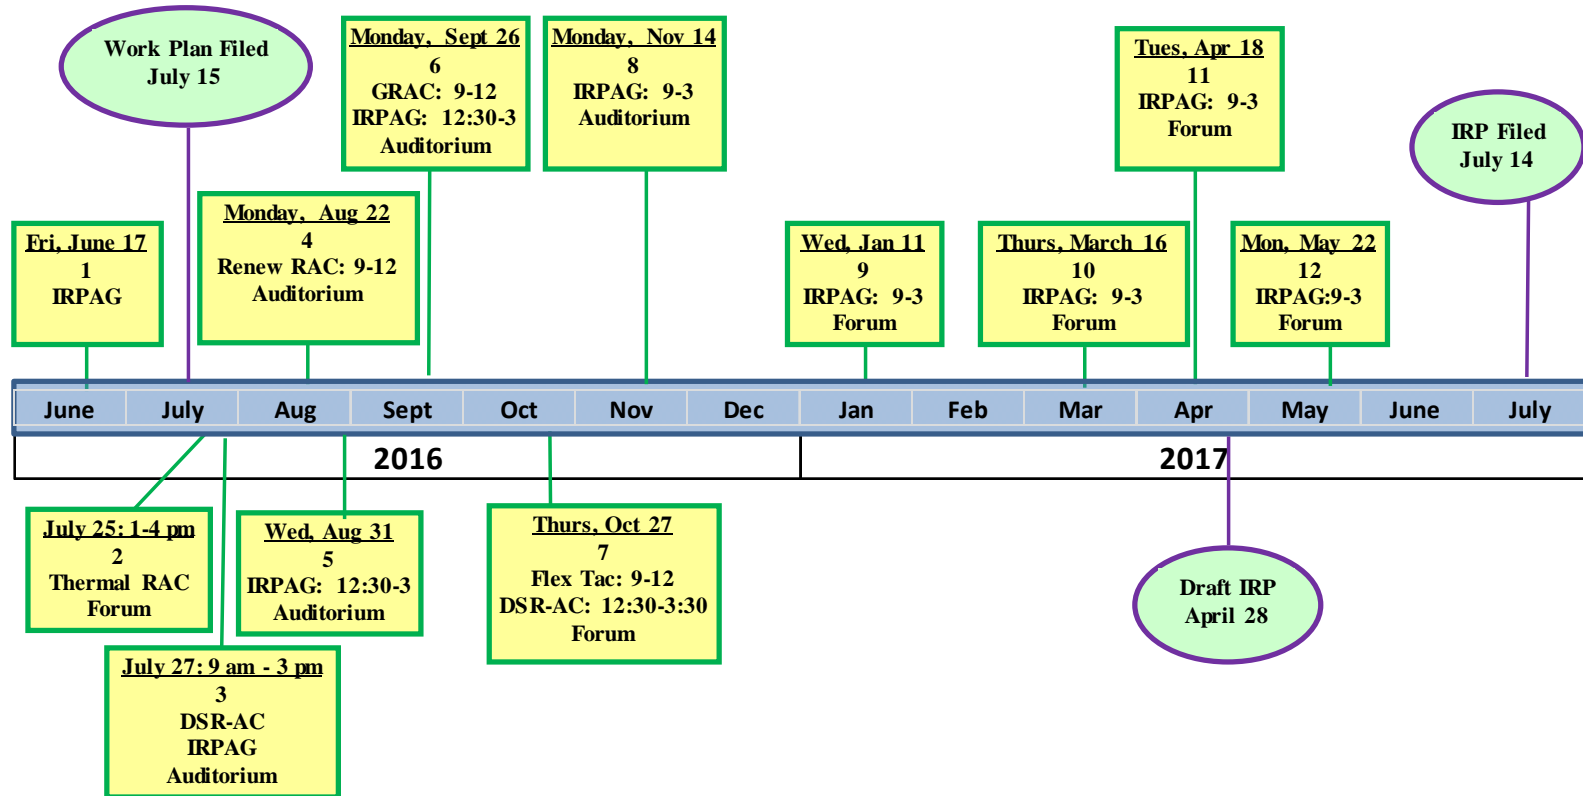 Work Plan Filed
July 15
Monday, Sept 26
6
GRAC: 9-12
IRPAG: 12:30-3
Auditorium
Monday, Nov 14
8
IRPAG: 9-3
Auditorium
Tues, Apr 18
11
IRPAG: 9-3
Forum
IRP Filed
July 14
Fri, June 17
1
IRPAG
Monday, Aug 22
4
Renew RAC: 9-12
Auditorium
Wed, Jan 11
9
IRPAG: 9-3
Forum
Thurs, March 16
10
IRPAG: 9-3
Forum
Mon, May 22
12
IRPAG:9-3
Forum
June July Aug Sept Oct Nov Dec Jan Feb Mar Apr May June July
2016 2017
July 25: 1-4 pm
2
Thermal RAC
Forum
Wed, Aug 31
5
IRPAG: 12:30-3
Auditorium
Thurs, Oct 27
7
Flex Tac: 9-12
DSR-AC: 12:30-3:30
Forum
Draft IRP
April 28
July 27: 9 am - 3 pm
3
DSR-AC
IRPAG
Auditorium